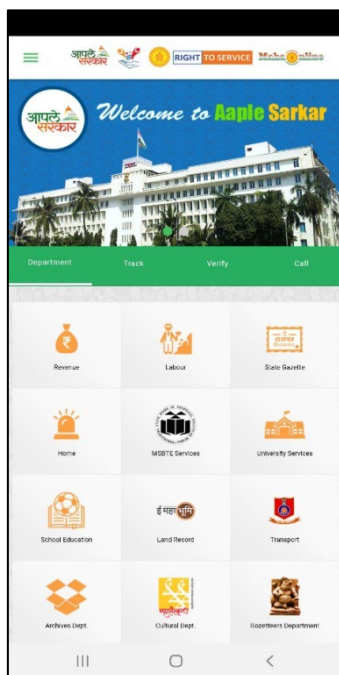 आपले
सरकार
RIGHT TO SERVICE
MahaOnline
आपले
सरकार
Welcome to Aaple Sarkar
Department
Track
Verify
Call
Revenue
Labour
State Gazette
Home
MSBTE Services
University Services
School Education
ई महाभूमि
Land Record
Transport
Archives Dept.
Cultural Dept.
Gazetteers Department